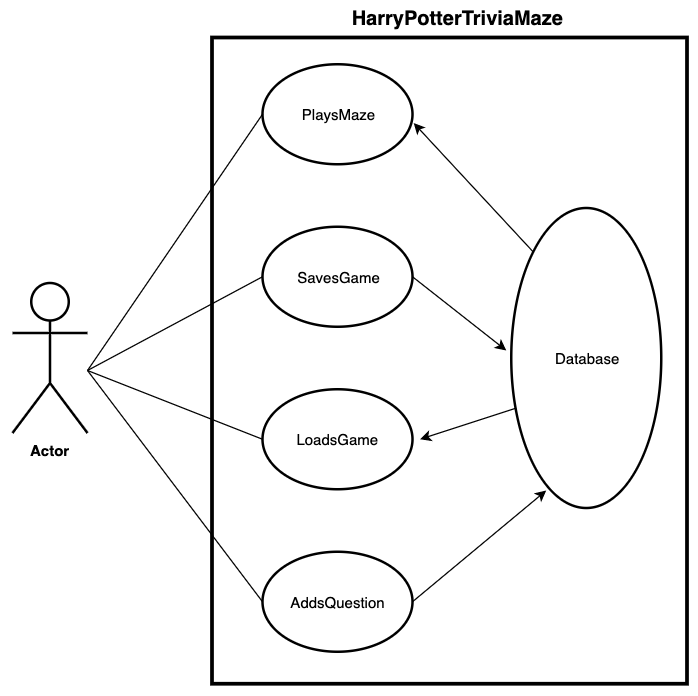 HarryPotterTriviaMaze
PlaysMaze
SavesGame
Database
LoadsGame
Actor
AddsQuestion